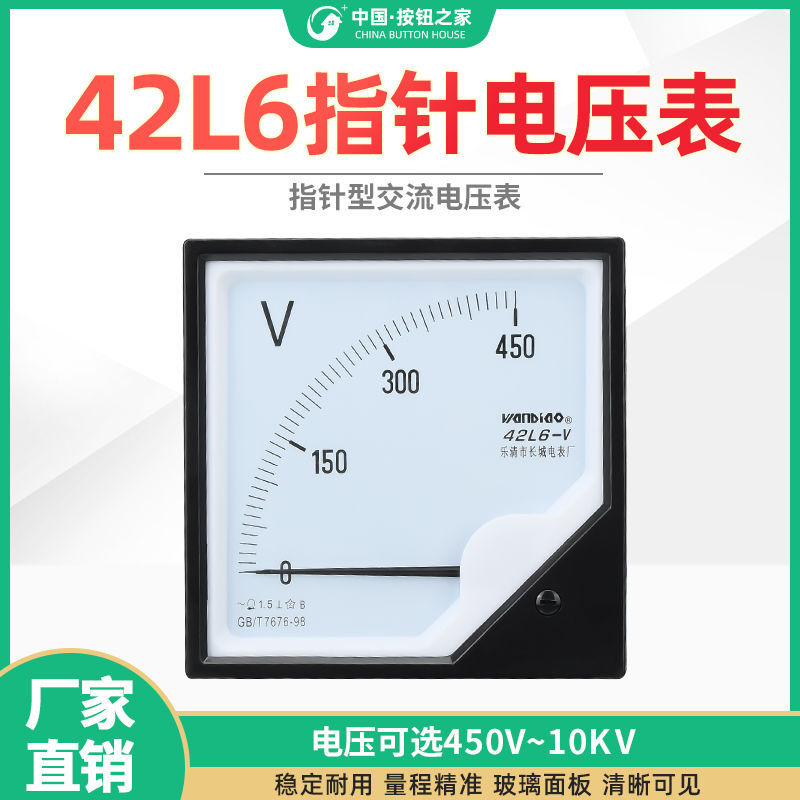 中国·按钮之家
CHINA BUTTON HOUSE
42L6指针电压表
指针型交流电压表
V
450
300
150
0
WANDIAO®
42L6-V
乐清市长城电表厂
~ 1.5 ⊥ ☆ B
GB/T7676-98
厂家
直销
电压可选450V~10KV
稳定耐用 量程精准 玻璃面板 清晰可见